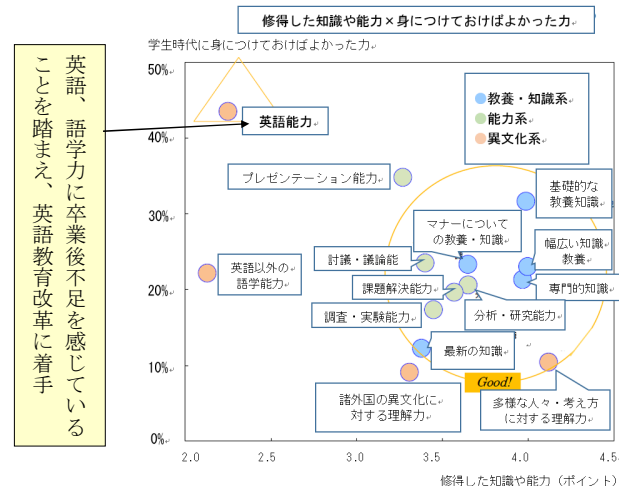 修得した知識や能力×身につけておけばよかった力
学生時代に身につけておけばよかった力
英語、語学力に卒業後不足を感じている
ことを踏まえ、英語教育改革に着手
50%
40%
30%
20%
10%
0%
教養・知識系
能力系
異文化系
英語能力
プレゼンテーション能力
基礎的な
教養知識
マナーについて
の教養・知識
幅広い知識
教養
討議・議論能
英語以外の
語学能力
課題解決能力
専門的知識
調査・実験能力
分析・研究能力
最新の知識
Good!
諸外国の異文化に
対する理解力
多様な人々・考え方
に対する理解力
2.0
2.5
3.0
3.5
4.0
4.5
修得した知識や能力（ポイント）